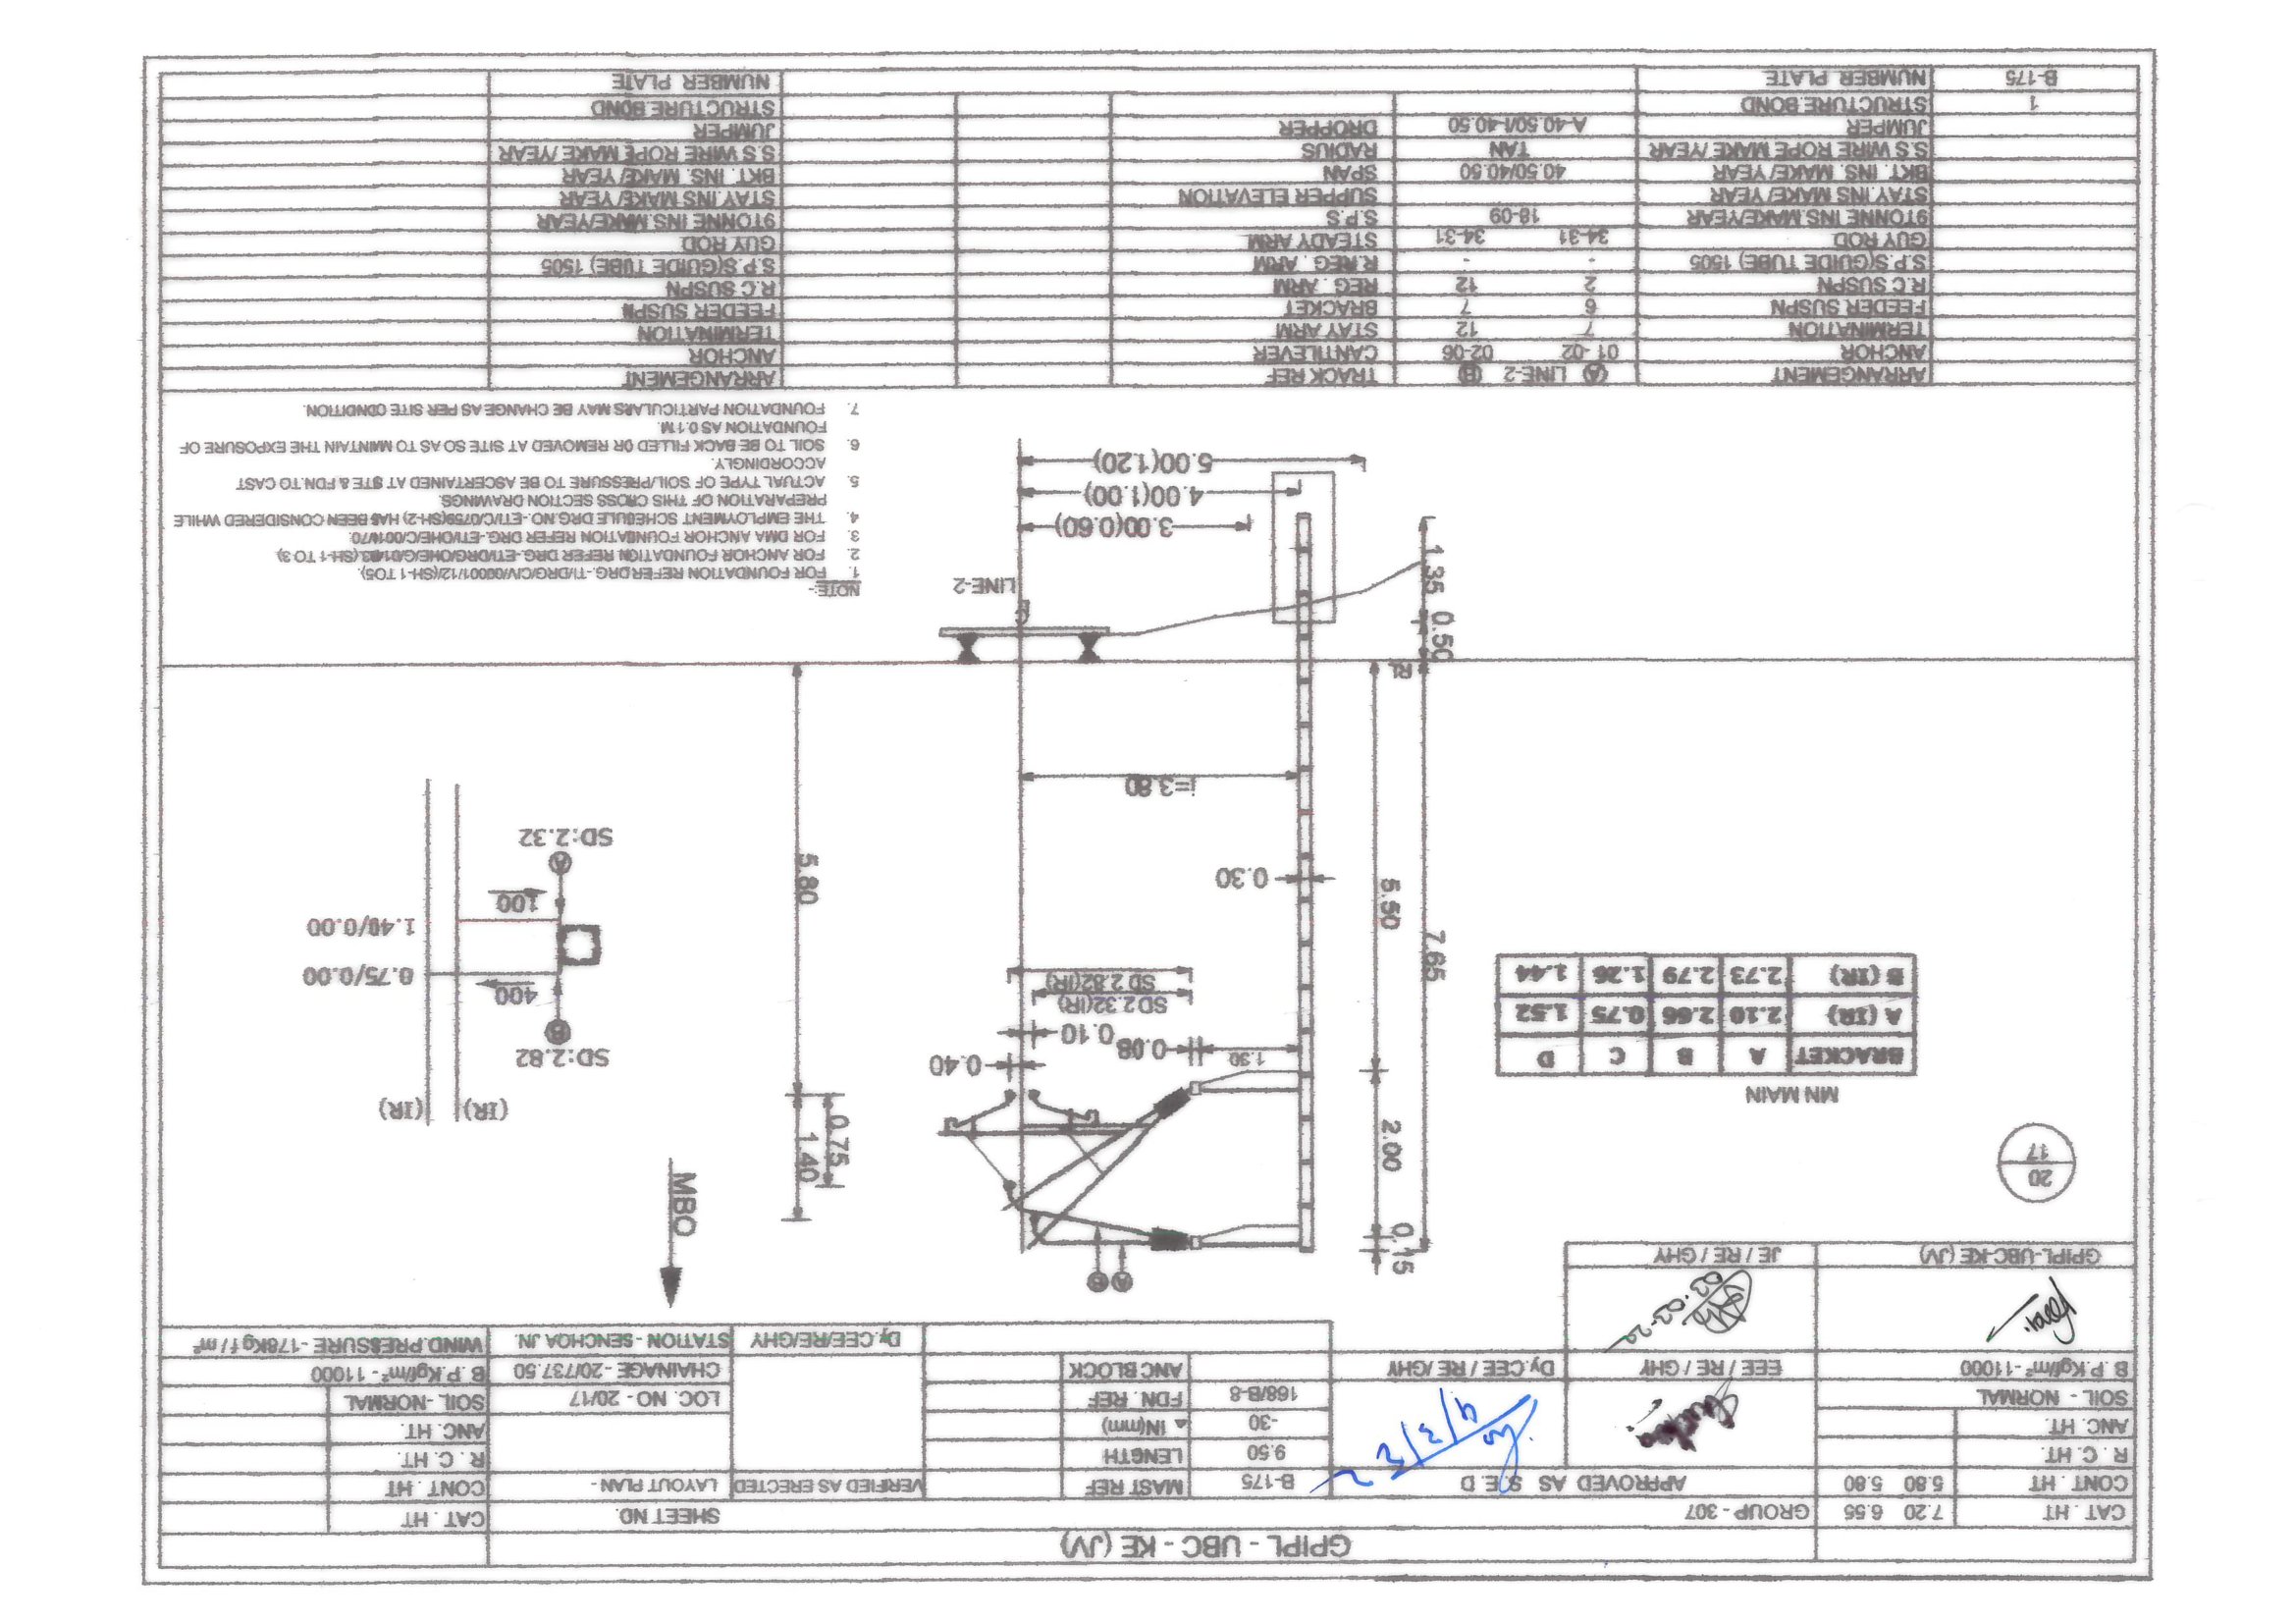 GPIPL - UBC - KE (JV)
CAT . HT 7.20 6.55 GROUP - 307 SHEET NO. CAT . HT
CONT . HT 5.80 5.80 APPROVED AS S.E.D B-175 MAST REF VERIFIED AS ERECTED LAYOUT PLAN - CONT . HT
R . C. HT. 9.50 LENGTH R . C. HT.
ANC. HT. -30 △ IN(mm) ANC. HT.
SOIL - NORMAL 168/B-8 FDN. REF LOC. NO - 20/17 SOIL -NORMAL
B .P.Kgf/m² -11000 EEE / RE / GHY Dy.CEE / RE /GHY ANC BLOCK CHAINAGE - 20/737.50 B .P.Kgf/m² - 11000
Dy.CEE/RE/GHY STATION - SENCHOA JN. WIND.PRESSURE -178Kg f / m²
4/3/22
03-03-22
GPIPL-UBC-KE (JV) JE / RE / GHY
20
17
MN MAIN
BRACKET A B C D
A (IR) 2.10 2.66 0.75 1.52
B (IR) 2.73 2.79 1.26 1.44
A B
0.15
2.00
7.65
5.50
1.30
0.08
0.10
0.40
SD 2.32(IR)
SD 2.82(IR)
0.30
i=3.80
0.75
1.40
5.80
MBO
(IR) (IR)
SD:2.82
B
400
0.75/0.00
1.40/0.00
100
A
SD:2.32
RL
0.50
1.35
LINE-2
3.00(0.60)
4.00(1.00)
5.00(1.20)
NOTE:-
1. FOR FOUNDATION REFER DRG.-TI/DRG/CIV/00001/12/(SH-1 TO5).
2. FOR ANCHOR FOUNDATION REFER DRG.-ETI/DRG/OHE/G/01403.(SH-1 TO 3)
3. FOR DMA ANCHOR FOUNDATION REFER DRG.-ETI/OHE/C/0010/70.
4. THE EMPLOYMENT SCHEDULE DRG.NO.-ETI/C/0759(SH-2) HAS BEEN CONSIDERED WHILE
PREPARATION OF THIS CROSS SECTION DRAWINGS.
5. ACTUAL TYPE OF SOIL/PRESSURE TO BE ASCERTAINED AT STE & FDN.TO CAST
ACCORDINGLY.
6. SOIL TO BE BACK FILLED OR REMOVED AT SITE SO AS TO MAINTAIN THE EXPOSURE OF
FOUNDATION AS 0.1M.
7. FOUNDATION PARTICULARS MAY BE CHANGE AS PER SITE CONDITION.
ARRANGEMENT A LINE-2 B TRACK REF ARRANGEMENT
ANCHOR 01 -02 02-06 CANTILEVER ANCHOR
TERMINATION 7 12 STAY ARM TERMINATION
FEEDER SUSPN 6 7 BRACKET FEEDER SUSPN
R.C SUSPN 2 12 REG . ARM R.C SUSPN
S.P.S(GUIDE TUBE) 1505 - - R.REG . ARM S.P.S(GUIDE TUBE) 1505
GUY ROD 34-31 34-31 STEADY ARM GUY ROD
9TONNE INS.MAKE/YEAR 18-09 S.P.S 9TONNE INS.MAKE/YEAR
STAY.INS MAKE/ YEAR SUPPER ELEVATION STAY.INS MAKE/ YEAR
BKT. INS. MAKE/ YEAR 40.50/40.50 SPAN BKT. INS. MAKE/ YEAR
S.S WIRE ROPE MAKE /YEAR TAN RADIUS S.S WIRE ROPE MAKE /YEAR
JUMPER A-40.50/I-40.50 DROPPER JUMPER
1 STRUCTURE.BOND STRUCTURE.BOND
B-175 NUMBER PLATE NUMBER PLATE